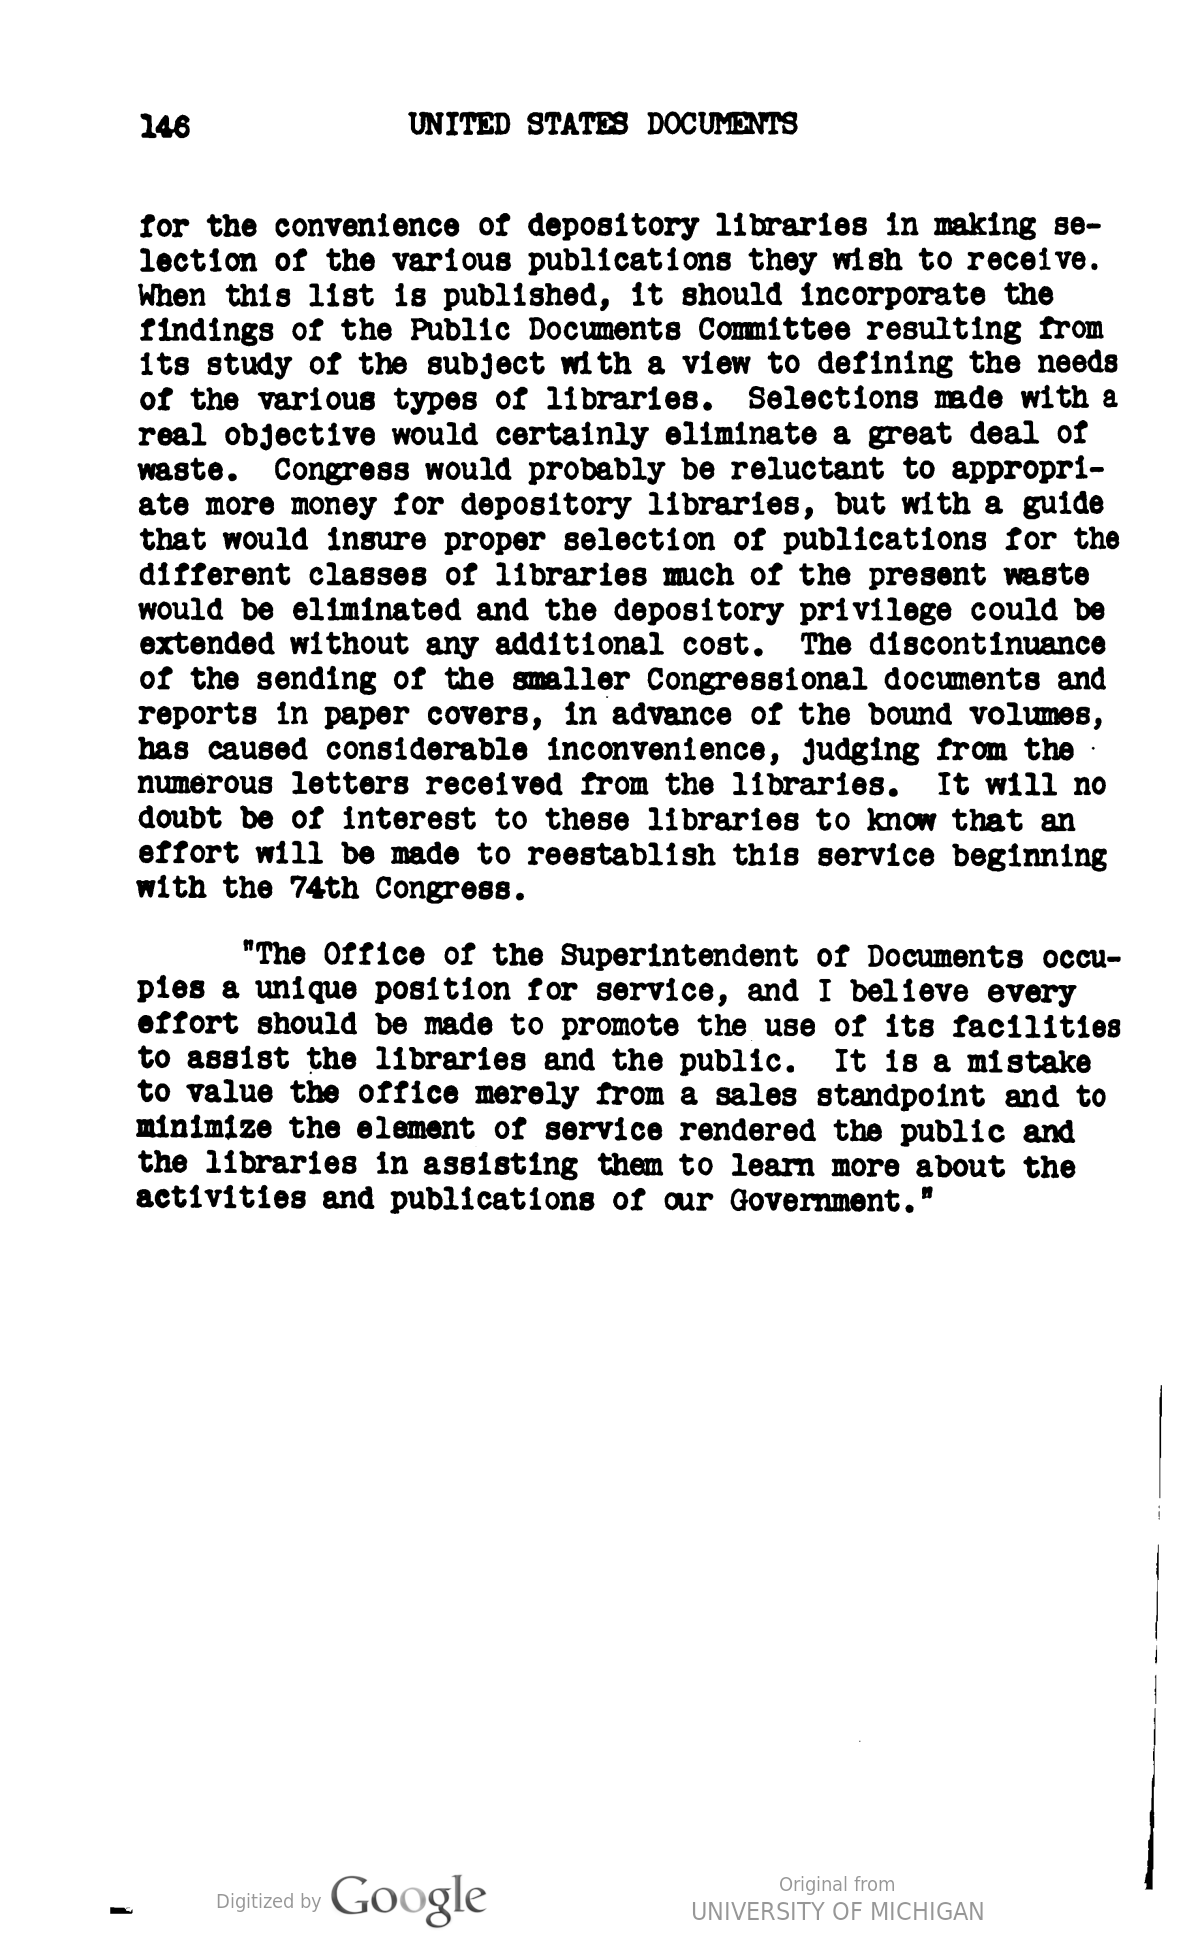 146 UNITED STATES DOCUMENTS
for the convenience of depository libraries in making se-
lection of the various publications they wish to receive.
When this list is published, it should incorporate the
findings of the Public Documents Committee resulting from
its study of the subject with a view to defining the needs
of the various types of libraries. Selections made with a
real objective would certainly eliminate a great deal of
waste. Congress would probably be reluctant to appropri-
ate more money for depository libraries, but with a guide
that would insure proper selection of publications for the
different classes of libraries much of the present waste
would be eliminated and the depository privilege could be
extended without any additional cost. The discontinuance
of the sending of the smaller Congressional documents and
reports in paper covers, in advance of the bound volumes,
has caused considerable inconvenience, judging from the
numerous letters received from the libraries. It will no
doubt be of interest to these libraries to know that an
effort will be made to reestablish this service beginning
with the 74th Congress.
"The Office of the Superintendent of Documents occu-
pies a unique position for service, and I believe every
effort should be made to promote the use of its facilities
to assist the libraries and the public. It is a mistake
to value the office merely from a sales standpoint and to
minimize the element of service rendered the public and
the libraries in assisting them to learn more about the
activities and publications of our Government."
Digitized by Google
Original from
UNIVERSITY OF MICHIGAN